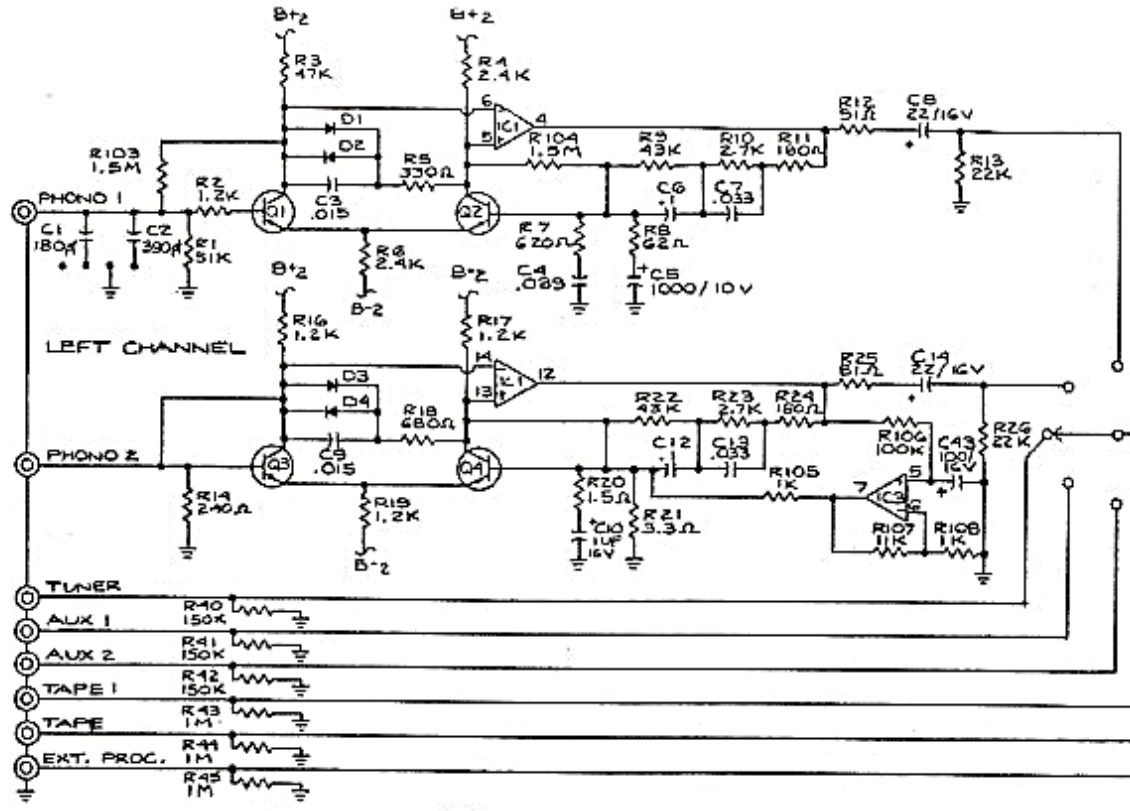 B+2
B+2
R3
47K
R4
2.4K
D1
D2
R103
1.5M
R5
330Ω
C3
.015
6
5
IC1
4
R104
1.5M
R9
43K
R10
2.7K
R11
180Ω
R12
51Ω
C8
22/16V
R13
22K
PHONO 1
R2
1.2K
Q1
Q2
C6
.1
C7
.033
C1
180pf
C2
390pf
R1
51K
R6
2.4K
B-2
R7
620Ω
R8
62Ω
C4
.039
C5
1000/10V
LEFT CHANNEL
B+2
R16
1.2K
R17
1.2K
14
13
12
D3
D4
R18
680Ω
C9
.015
R22
43K
R23
2.7K
R24
180Ω
R25
51Ω
C14
22/16V
R26
22K
PHONO 2
Q3
Q4
C12
C13
.033
R105
1K
R106
100K
C43
100/
16V
7
5
6
IC3
R14
240Ω
R19
1.2K
B-2
R20
1.5Ω
C10
1UF
16V
R21
3.3Ω
R107
11K
R108
1K
TUNER
R40
150K
AUX 1
R41
150K
AUX 2
R42
150K
TAPE 1
R43
1M
TAPE
R44
1M
EXT. PROC.
R45
1M